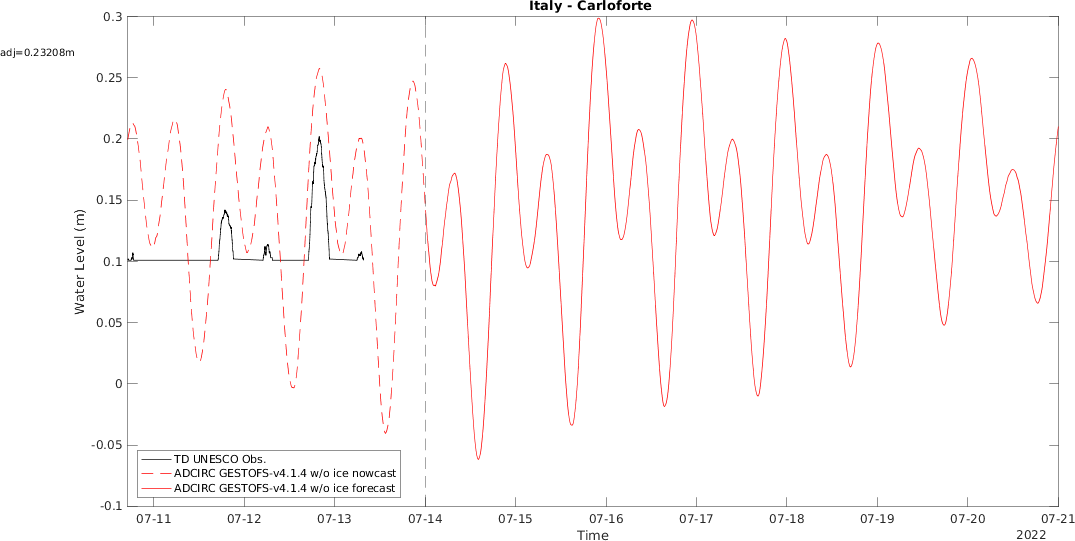 Italy - Carloforte
adj=0.23208m
0.3
0.25
0.2
0.15
0.1
0.05
0
-0.05
-0.1
Water Level (m)
TD UNESCO Obs.
ADCIRC GESTOFS-v4.1.4 w/o ice nowcast
ADCIRC GESTOFS-v4.1.4 w/o ice forecast
07-11 07-12 07-13 07-14 07-15 07-16 07-17 07-18 07-19 07-20 07-21
Time
2022